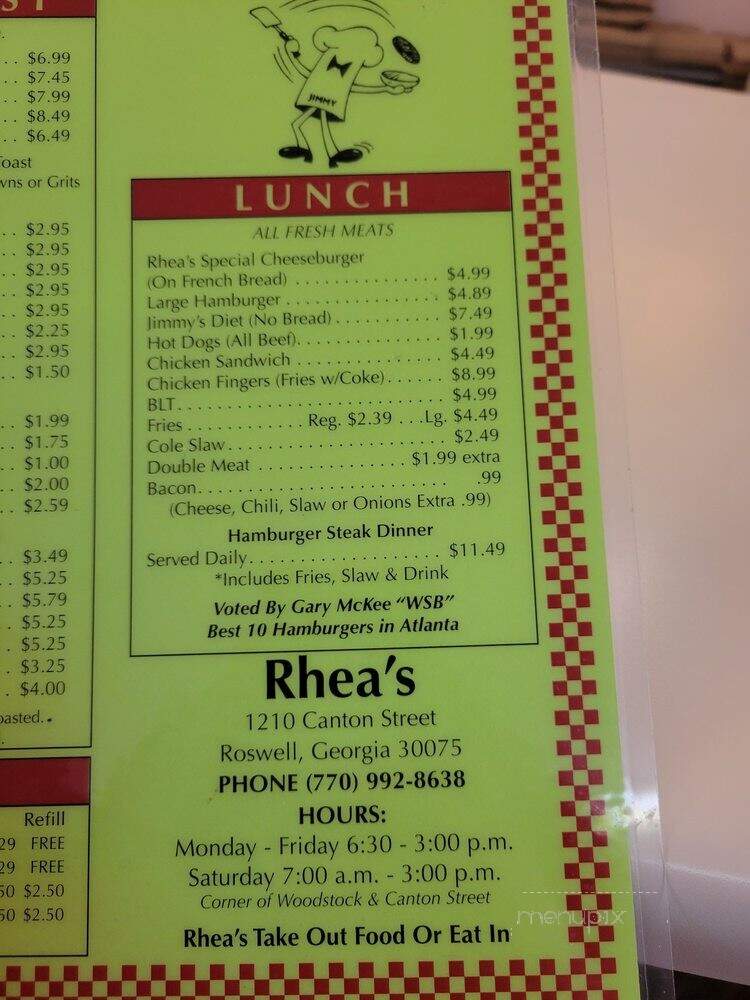 ST
$6.99
$7.45
$7.99
$8.49
$6.49
oast
wns or Grits
$2.95
$2.95
$2.95
$2.95
$2.95
$2.25
$2.95
$1.50
$1.99
$1.75
$1.00
$2.00
$2.59
$3.49
$5.25
$5.79
$5.25
$5.25
$3.25
$4.00
oasted.
Refill
29 FREE
29 FREE
50 $2.50
50 $2.50
JIMMY
LUNCH
ALL FRESH MEATS
Rhea's Special Cheeseburger
(On French Bread) . . . . . . . . . . . . . . . $4.99
Large Hamburger . . . . . . . . . . . . . . . . $4.89
Jimmy's Diet (No Bread) . . . . . . . . . . . $7.49
Hot Dogs (All Beef). . . . . . . . . . . . . . . $1.99
Chicken Sandwich . . . . . . . . . . . . . . . $4.49
Chicken Fingers (Fries w/Coke) . . . . . . $8.99
BLT . . . . . . . . . . . . . . . . . . . . . . . . . . $4.99
Fries . . . . . . . . . . . . Reg. $2.39 . . . Lg. $4.49
Cole Slaw . . . . . . . . . . . . . . . . . . . . . $2.49
Double Meat . . . . . . . . . . . . . . $1.99 extra
Bacon. . . . . . . . . . . . . . . . . . . . . . . . .99
(Cheese, Chili, Slaw or Onions Extra .99)
Hamburger Steak Dinner
Served Daily. . . . . . . . . . . . . . . . . . . $11.49
*Includes Fries, Slaw & Drink
Voted By Gary McKee "WSB"
Best 10 Hamburgers in Atlanta
Rhea's
1210 Canton Street
Roswell, Georgia 30075
PHONE (770) 992-8638
HOURS:
Monday - Friday 6:30 - 3:00 p.m.
Saturday 7:00 a.m. - 3:00 p.m.
Corner of Woodstock & Canton Street
Rhea's Take Out Food Or Eat In
menupix